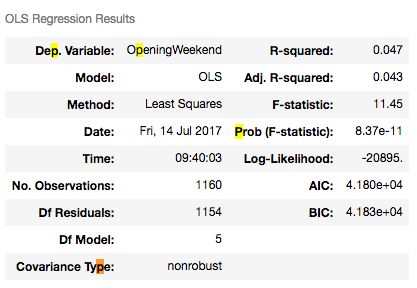 OLS Regression Results
Dep. Variable: OpeningWeekend R-squared: 0.047
Model: OLS Adj. R-squared: 0.043
Method: Least Squares F-statistic: 11.45
Date: Fri, 14 Jul 2017 Prob (F-statistic): 8.37e-11
Time: 09:40:03 Log-Likelihood: -20895.
No. Observations: 1160 AIC: 4.180e+04
Df Residuals: 1154 BIC: 4.183e+04
Df Model: 5
Covariance Type: nonrobust